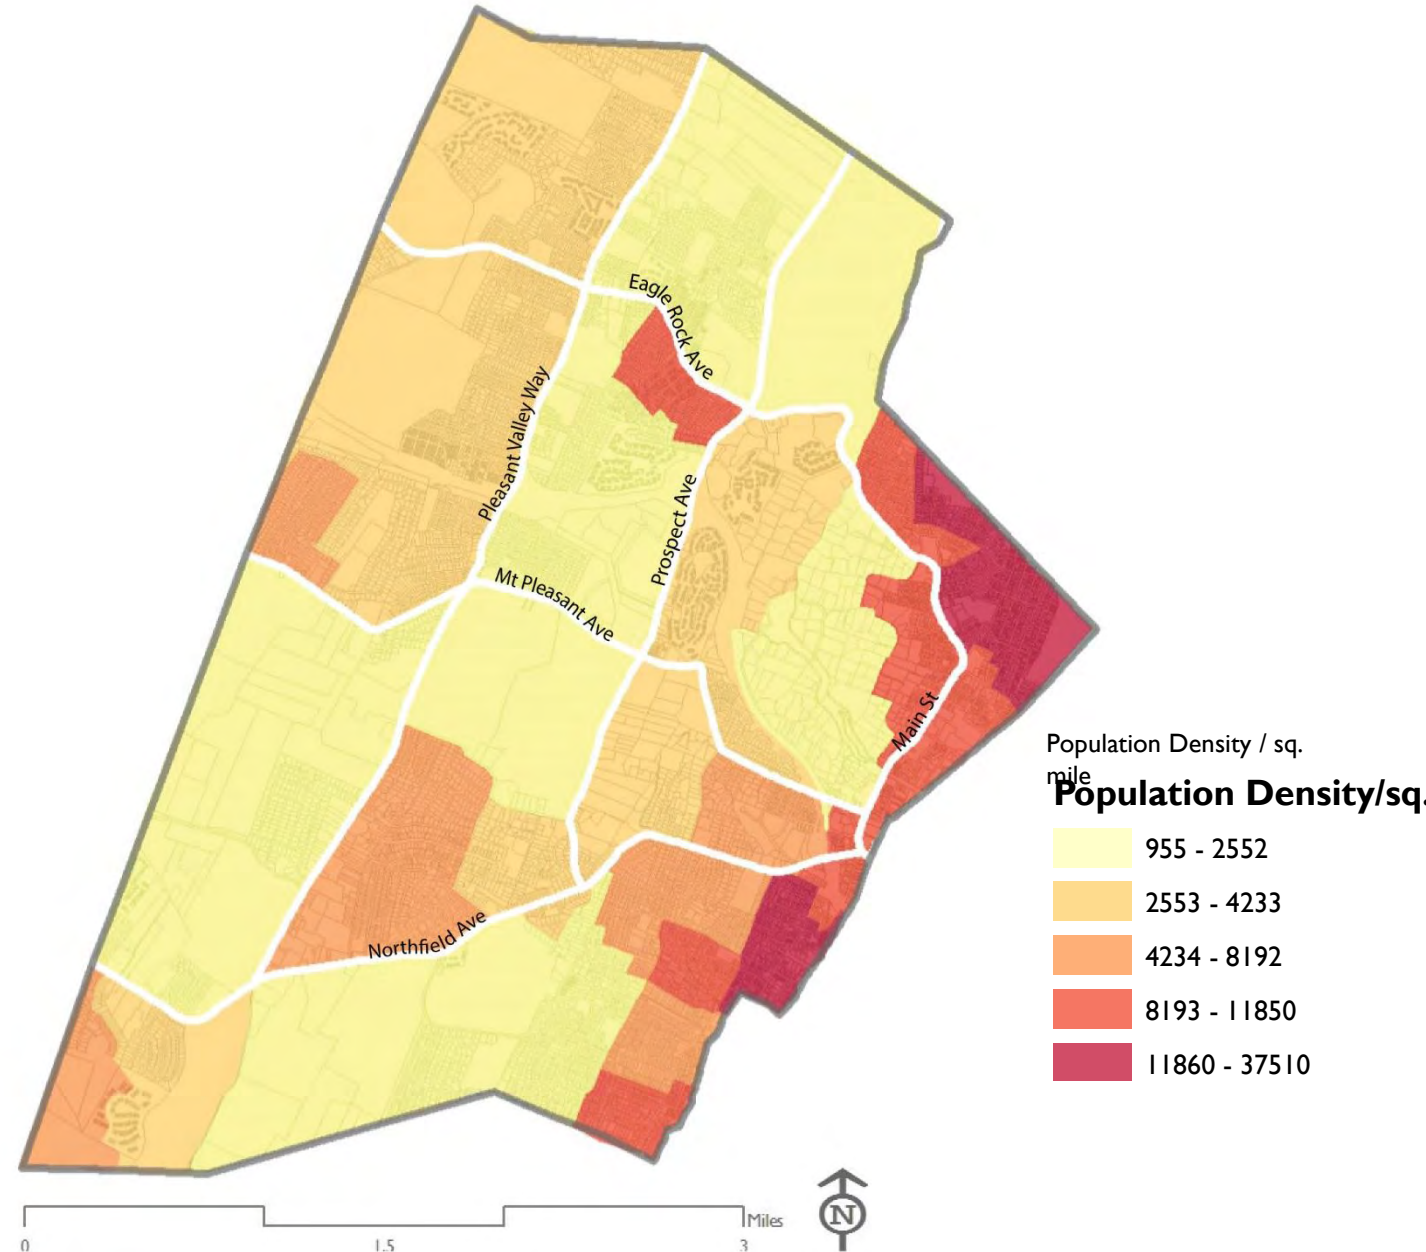 Eagle Rock Ave
Pleasant Valley Way
Prospect Ave
Mt Pleasant Ave
Main St
Northfield Ave
Population Density / sq.
mile
Population Density/sq.
955 - 2552
2553 - 4233
4234 - 8192
8193 - 11850
11860 - 37510
Miles
N
0 1.5 3